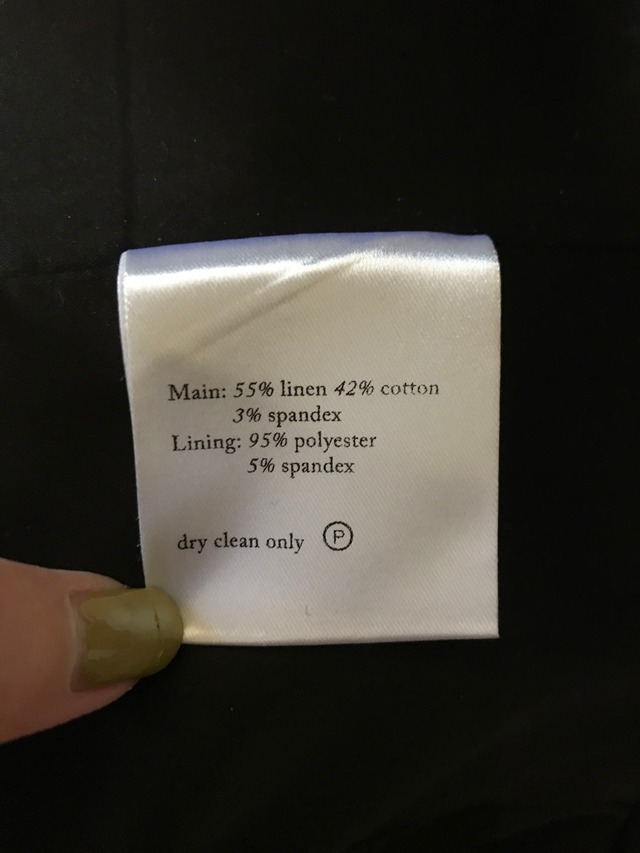 Main: 55% linen 42% cotton
3% spandex
Lining: 95% polyester
5% spandex
dry clean only Ⓟ